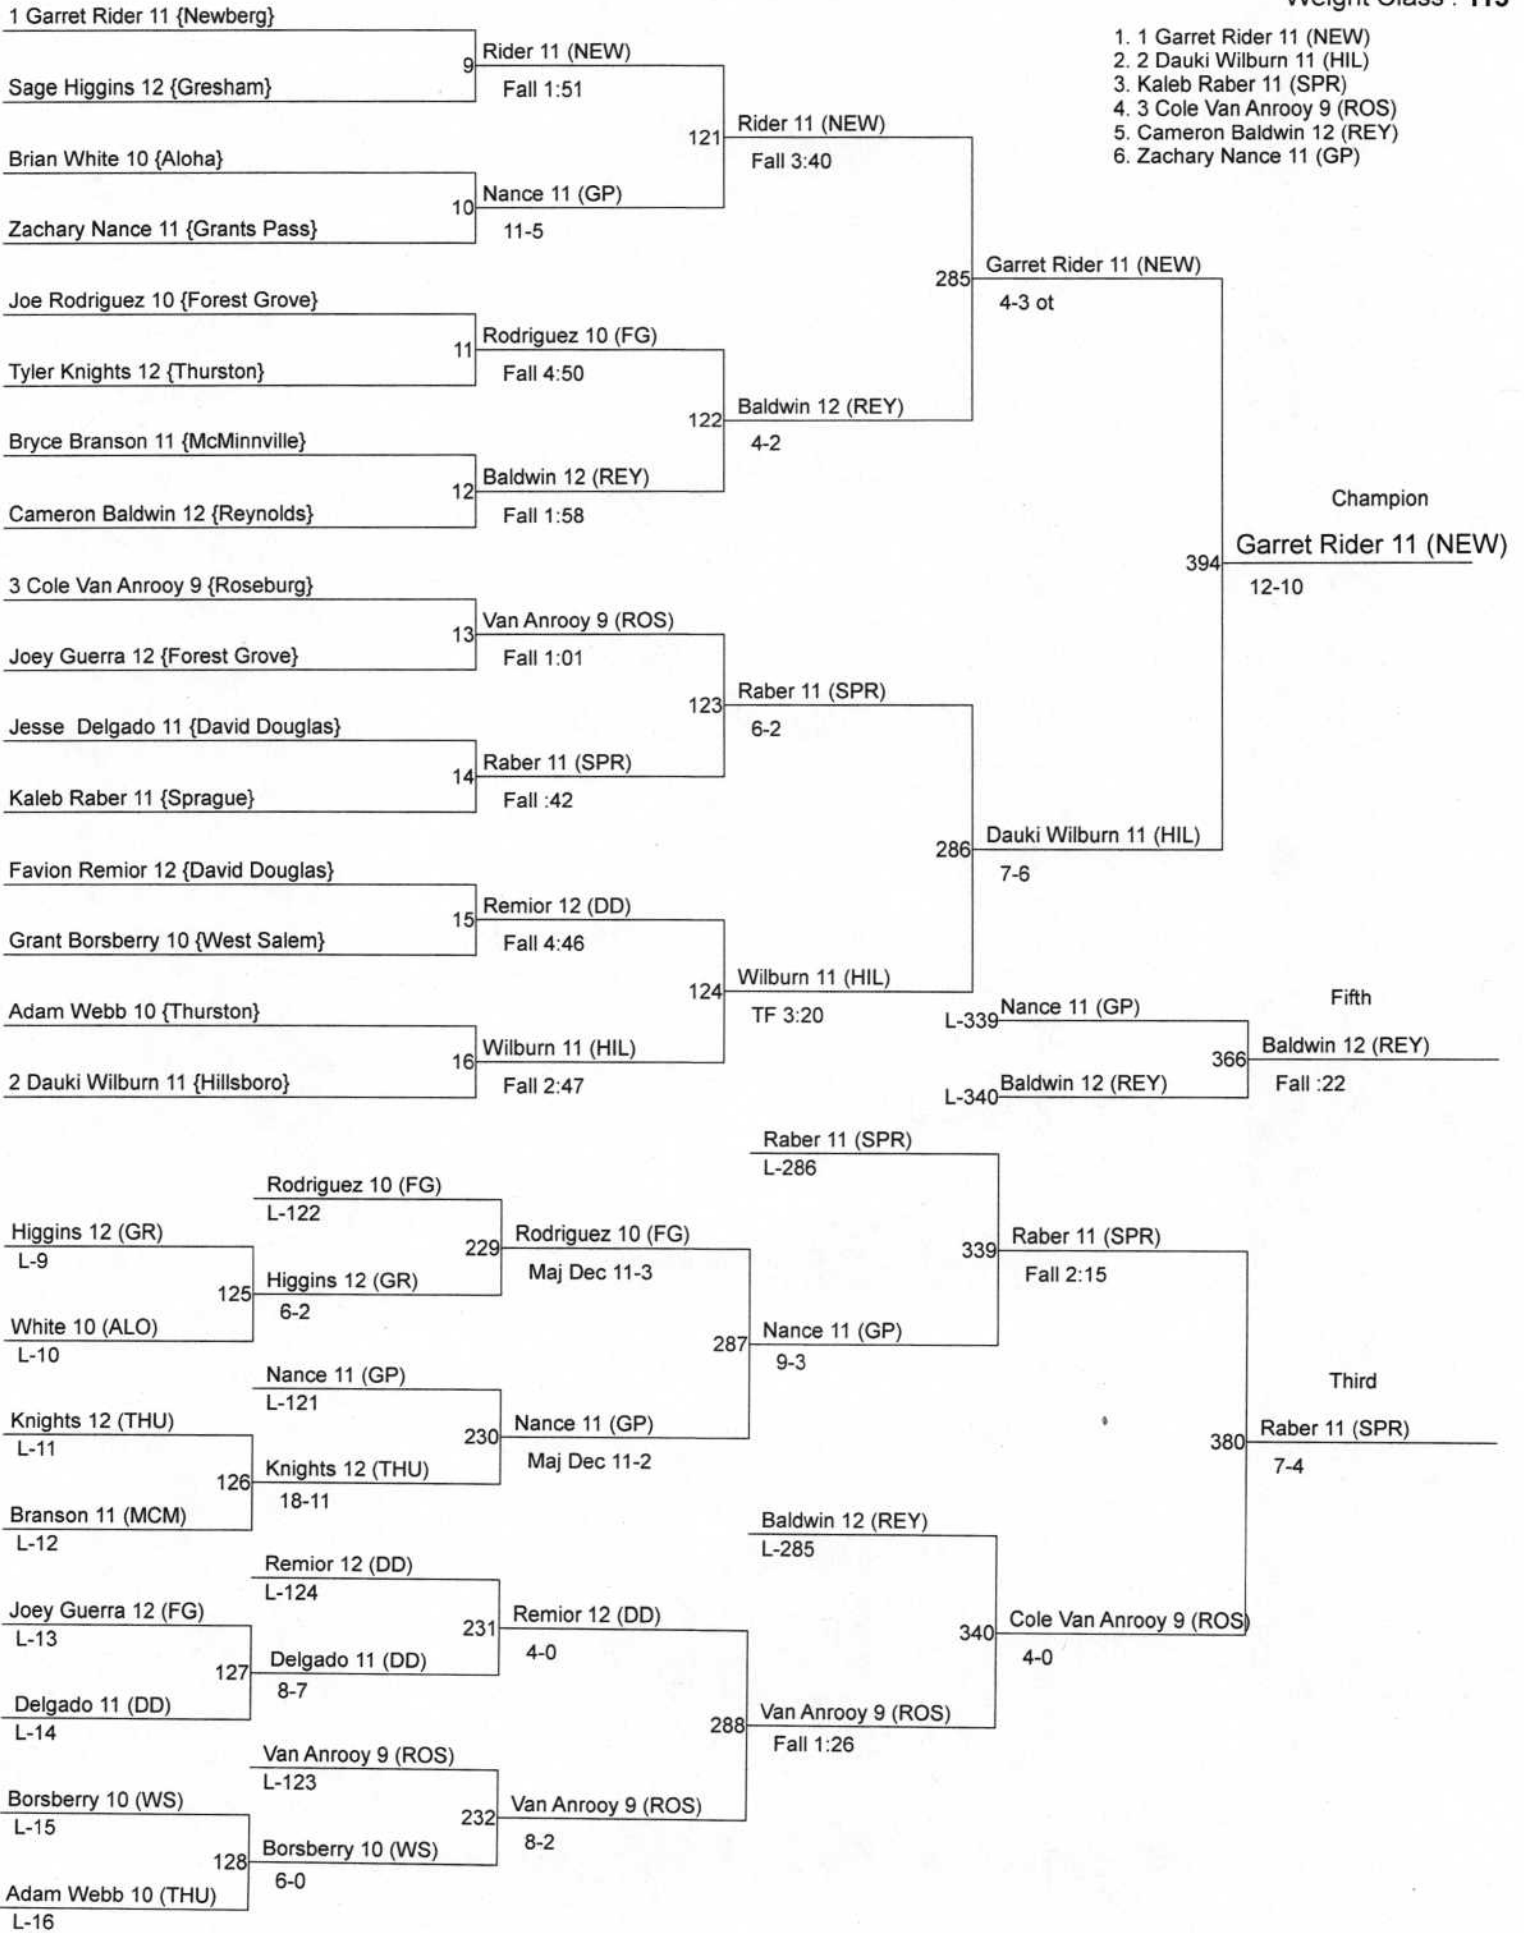 Weight Class :
1. 1 Garret Rider 11 (NEW)
2. 2 Dauki Wilburn 11 (HIL)
3. Kaleb Raber 11 (SPR)
4. 3 Cole Van Anrooy 9 (ROS)
5. Cameron Baldwin 12 (REY)
6. Zachary Nance 11 (GP)
1 Garret Rider 11 {Newberg}
Sage Higgins 12 {Gresham}
Brian White 10 {Aloha}
Zachary Nance 11 {Grants Pass}
Joe Rodriguez 10 {Forest Grove}
Tyler Knights 12 {Thurston}
Bryce Branson 11 {McMinnville}
Cameron Baldwin 12 {Reynolds}
3 Cole Van Anrooy 9 {Roseburg}
Joey Guerra 12 {Forest Grove}
Jesse Delgado 11 {David Douglas}
Kaleb Raber 11 {Sprague}
Favion Remior 12 {David Douglas}
Grant Borsberry 10 {West Salem}
Adam Webb 10 {Thurston}
2 Dauki Wilburn 11 {Hillsboro}
9
Rider 11 (NEW)
Fall 1:51
10
Nance 11 (GP)
11-5
11
Rodriguez 10 (FG)
Fall 4:50
12
Baldwin 12 (REY)
Fall 1:58
13
Van Anrooy 9 (ROS)
Fall 1:01
14
Raber 11 (SPR)
Fall :42
15
Remior 12 (DD)
Fall 4:46
16
Wilburn 11 (HIL)
Fall 2:47
121
Rider 11 (NEW)
Fall 3:40
122
Baldwin 12 (REY)
4-2
123
Raber 11 (SPR)
6-2
124
Wilburn 11 (HIL)
TF 3:20
285
Garret Rider 11 (NEW)
4-3 ot
286
Dauki Wilburn 11 (HIL)
7-6
Champion
394
Garret Rider 11 (NEW)
12-10
Fifth
L-339
Nance 11 (GP)
L-340
Baldwin 12 (REY)
366
Baldwin 12 (REY)
Fall :22
Higgins 12 (GR)
L-9
White 10 (ALO)
L-10
Knights 12 (THU)
L-11
Branson 11 (MCM)
L-12
Joey Guerra 12 (FG)
L-13
Delgado 11 (DD)
L-14
Borsberry 10 (WS)
L-15
Adam Webb 10 (THU)
L-16
Rodriguez 10 (FG)
L-122
125
Higgins 12 (GR)
6-2
Nance 11 (GP)
L-121
126
Knights 12 (THU)
18-11
Remior 12 (DD)
L-124
127
Delgado 11 (DD)
8-7
Van Anrooy 9 (ROS)
L-123
128
Borsberry 10 (WS)
6-0
229
Rodriguez 10 (FG)
Maj Dec 11-3
230
Nance 11 (GP)
Maj Dec 11-2
231
Remior 12 (DD)
4-0
232
Van Anrooy 9 (ROS)
8-2
Raber 11 (SPR)
L-286
287
Nance 11 (GP)
9-3
Baldwin 12 (REY)
L-285
288
Van Anrooy 9 (ROS)
Fall 1:26
339
Raber 11 (SPR)
Fall 2:15
340
Cole Van Anrooy 9 (ROS)
4-0
Third
380
Raber 11 (SPR)
7-4